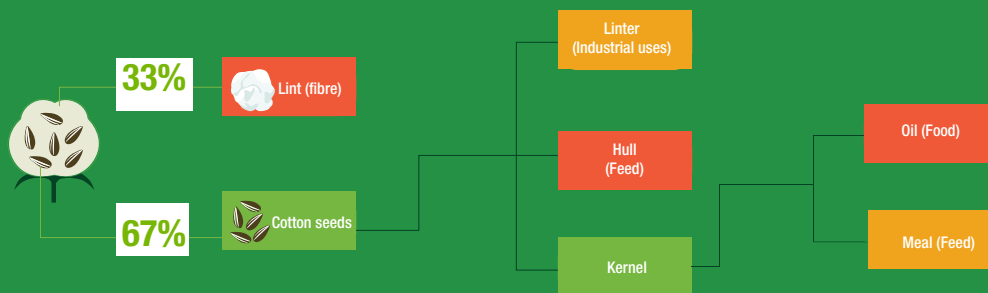 33%
Lint (fibre)
67%
Cotton seeds
Linter
(Industrial uses)
Hull
(Feed)
Kernel
Oil (Food)
Meal (Feed)